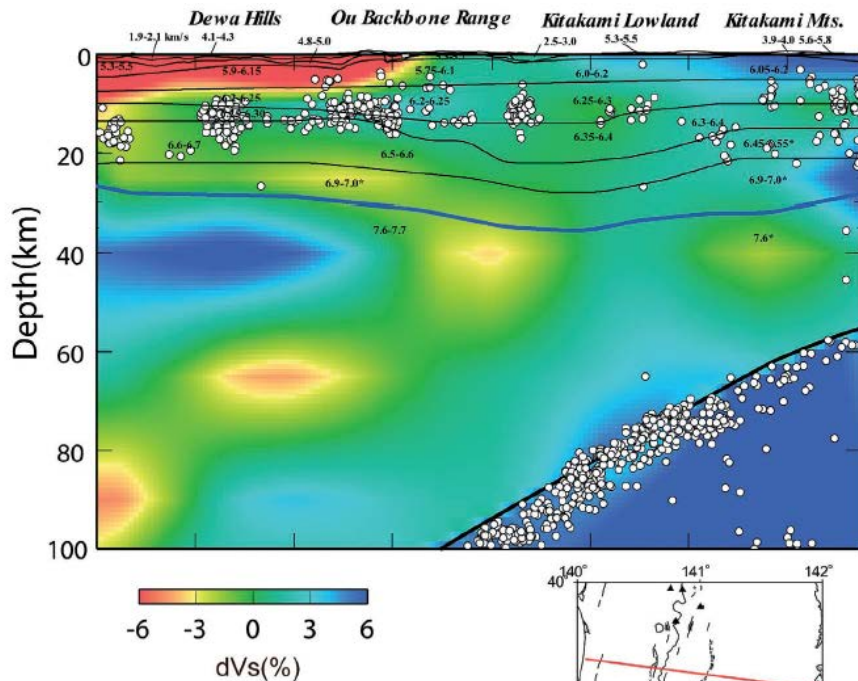 Dewa Hills Ou Backbone Range Kitakami Lowland Kitakami Mts.
1.9-2.1 km/s 4.1-4.3 4.8-5.0 2.5-3.0 5.3-5.5 3.9-4.0 5.6-5.8
0
5.3-5.5 5.9-6.15 5.75-6.1 6.0-6.2 6.05-6.2
6.2-6.25 6.25-6.3
6.35-6.4 6.3-6.4
20
6.6-6.7 6.5-6.6 6.45-6.55*
6.9-7.0* 6.9-7.0*
7.6-7.7 7.6*
40
Depth(km)
60
80
100
-6 -3 0 3 6
dVs(%)
140° 141° 142°
40°